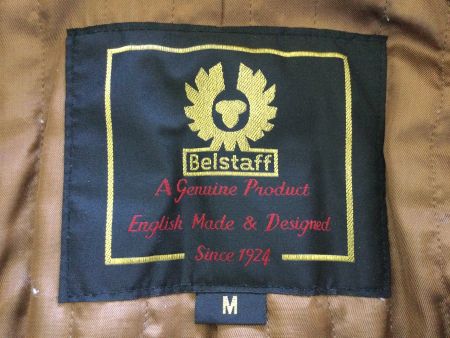 Belstaff
A Genuine Product
English Made & Designed
Since 1924
M